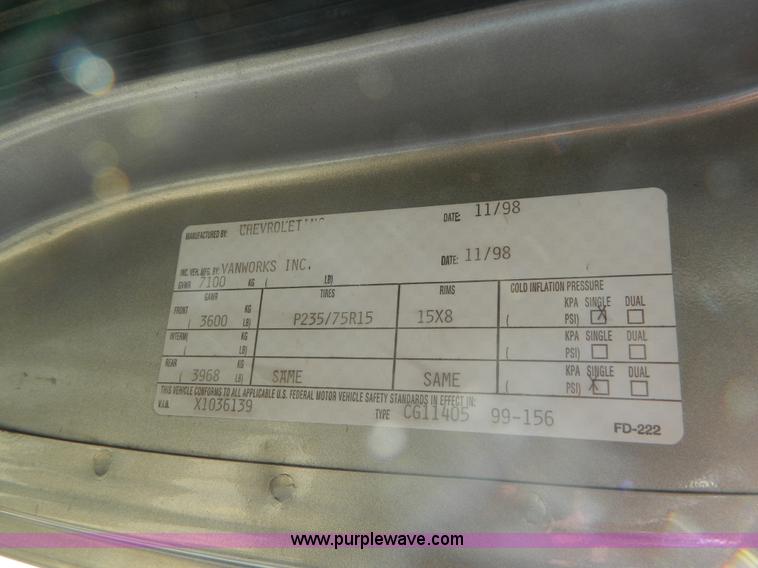 MANUFACTURED BY: CHEVROLET INC DATE: 11/98
INC. VEH. MFG. BY: VANWORKS INC. DATE: 11/98
GVWR 7100 KG ( LB)
GAWR TIRES RIMS COLD INFLATION PRESSURE
FRONT ( 3600 KG LB) P235/75R15 15X8 ( KPA PSI) SINGLE X DUAL
INTERM ( KG LB) ( KPA PSI) SINGLE DUAL
REAR ( 3968 KG LB) SAME SAME ( KPA PSI) SINGLE X DUAL
THIS VEHICLE CONFORMS TO ALL APPLICABLE U.S. FEDERAL MOTOR VEHICLE SAFETY STANDARDS IN EFFECT IN:
V.I.N. X1036139 TYPE CG11405 99-156 FD-222
www.purplewave.com